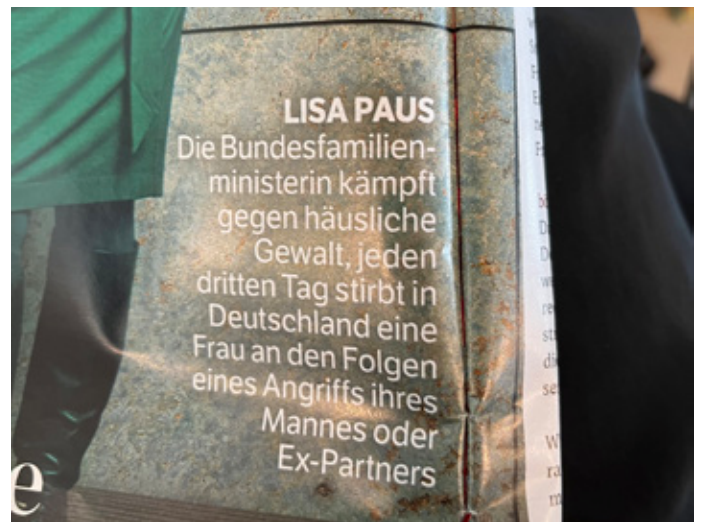 LISA PAUS
Die Bundesfamilien-
ministerin kämpft
gegen häusliche
Gewalt, jeden
dritten Tag stirbt in
Deutschland eine
Frau an den Folgen
eines Angriffs ihres
Mannes oder
Ex-Partners
e